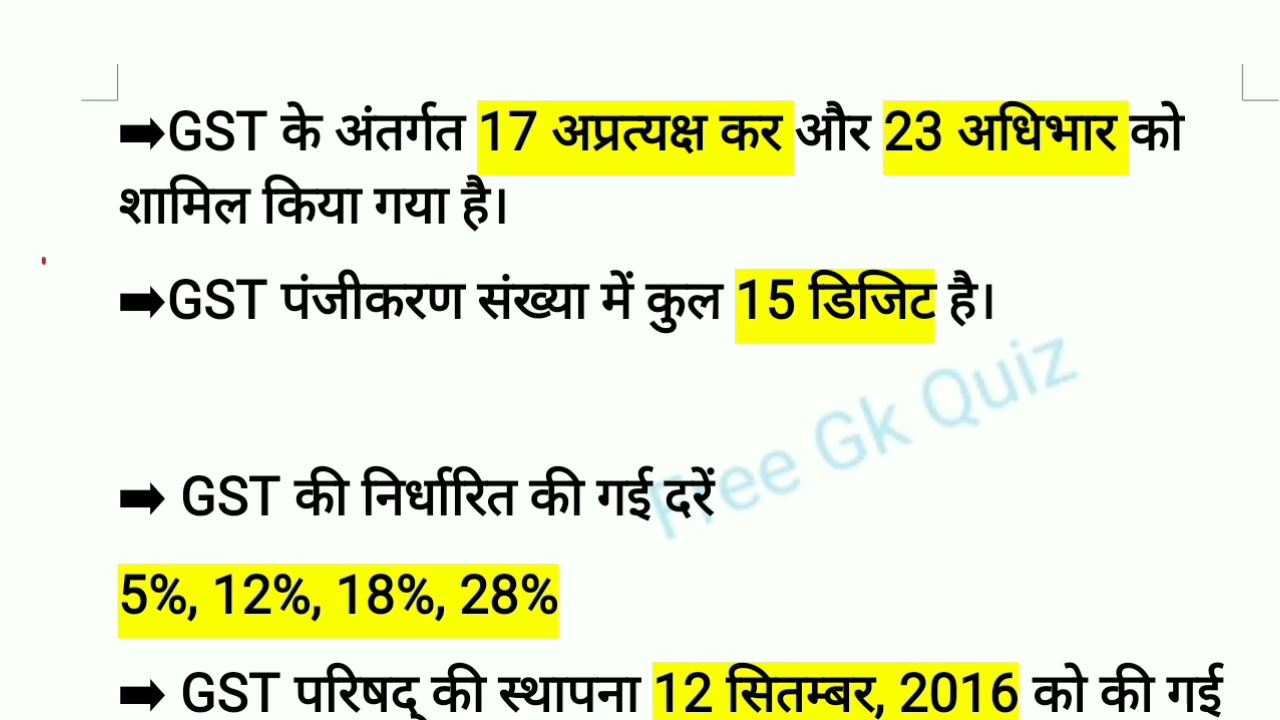 ➡GST के अंतर्गत 17 अप्रत्यक्ष कर और 23 अधिभार को
शामिल किया गया है।
➡GST पंजीकरण संख्या में कुल 15 डिजिट है।
Free Gk Quiz
➡ GST की निर्धारित की गई दरें
5%, 12%, 18%, 28%
➡ GST परिषद् की स्थापना 12 सितम्बर, 2016 को की गई